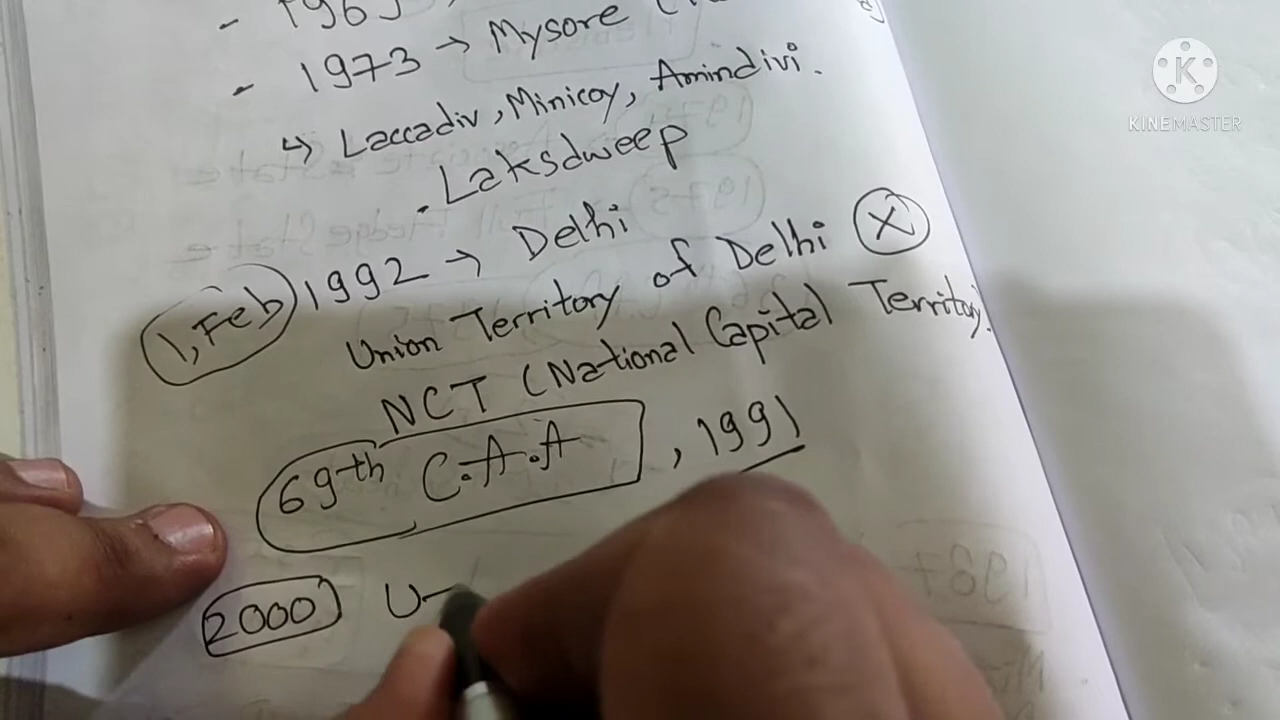 - 1969
- 1973 → Mysore
↳ Laccadiv, Minicoy, Amindivi.
. Laksdweep
1, Feb 1992 → Delhi
Union Territory of Delhi X
NCT (National Capital Territory)
69th C.A.A, 1991
2000 U
K
KINEMASTER